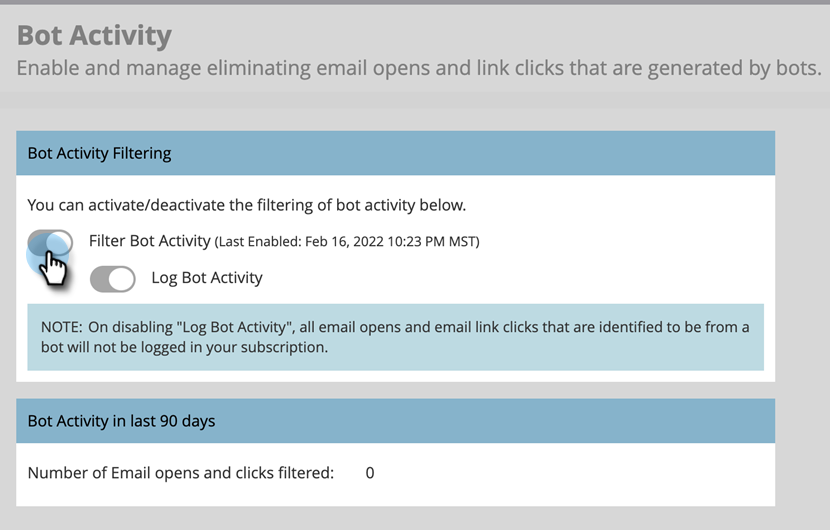 Bot Activity
Enable and manage eliminating email opens and link clicks that are generated by bots.
Bot Activity Filtering
You can activate/deactivate the filtering of bot activity below.
Filter Bot Activity (Last Enabled: Feb 16, 2022 10:23 PM MST)
Log Bot Activity
NOTE: On disabling "Log Bot Activity", all email opens and email link clicks that are identified to be from a
bot will not be logged in your subscription.
Bot Activity in last 90 days
Number of Email opens and clicks filtered: 0